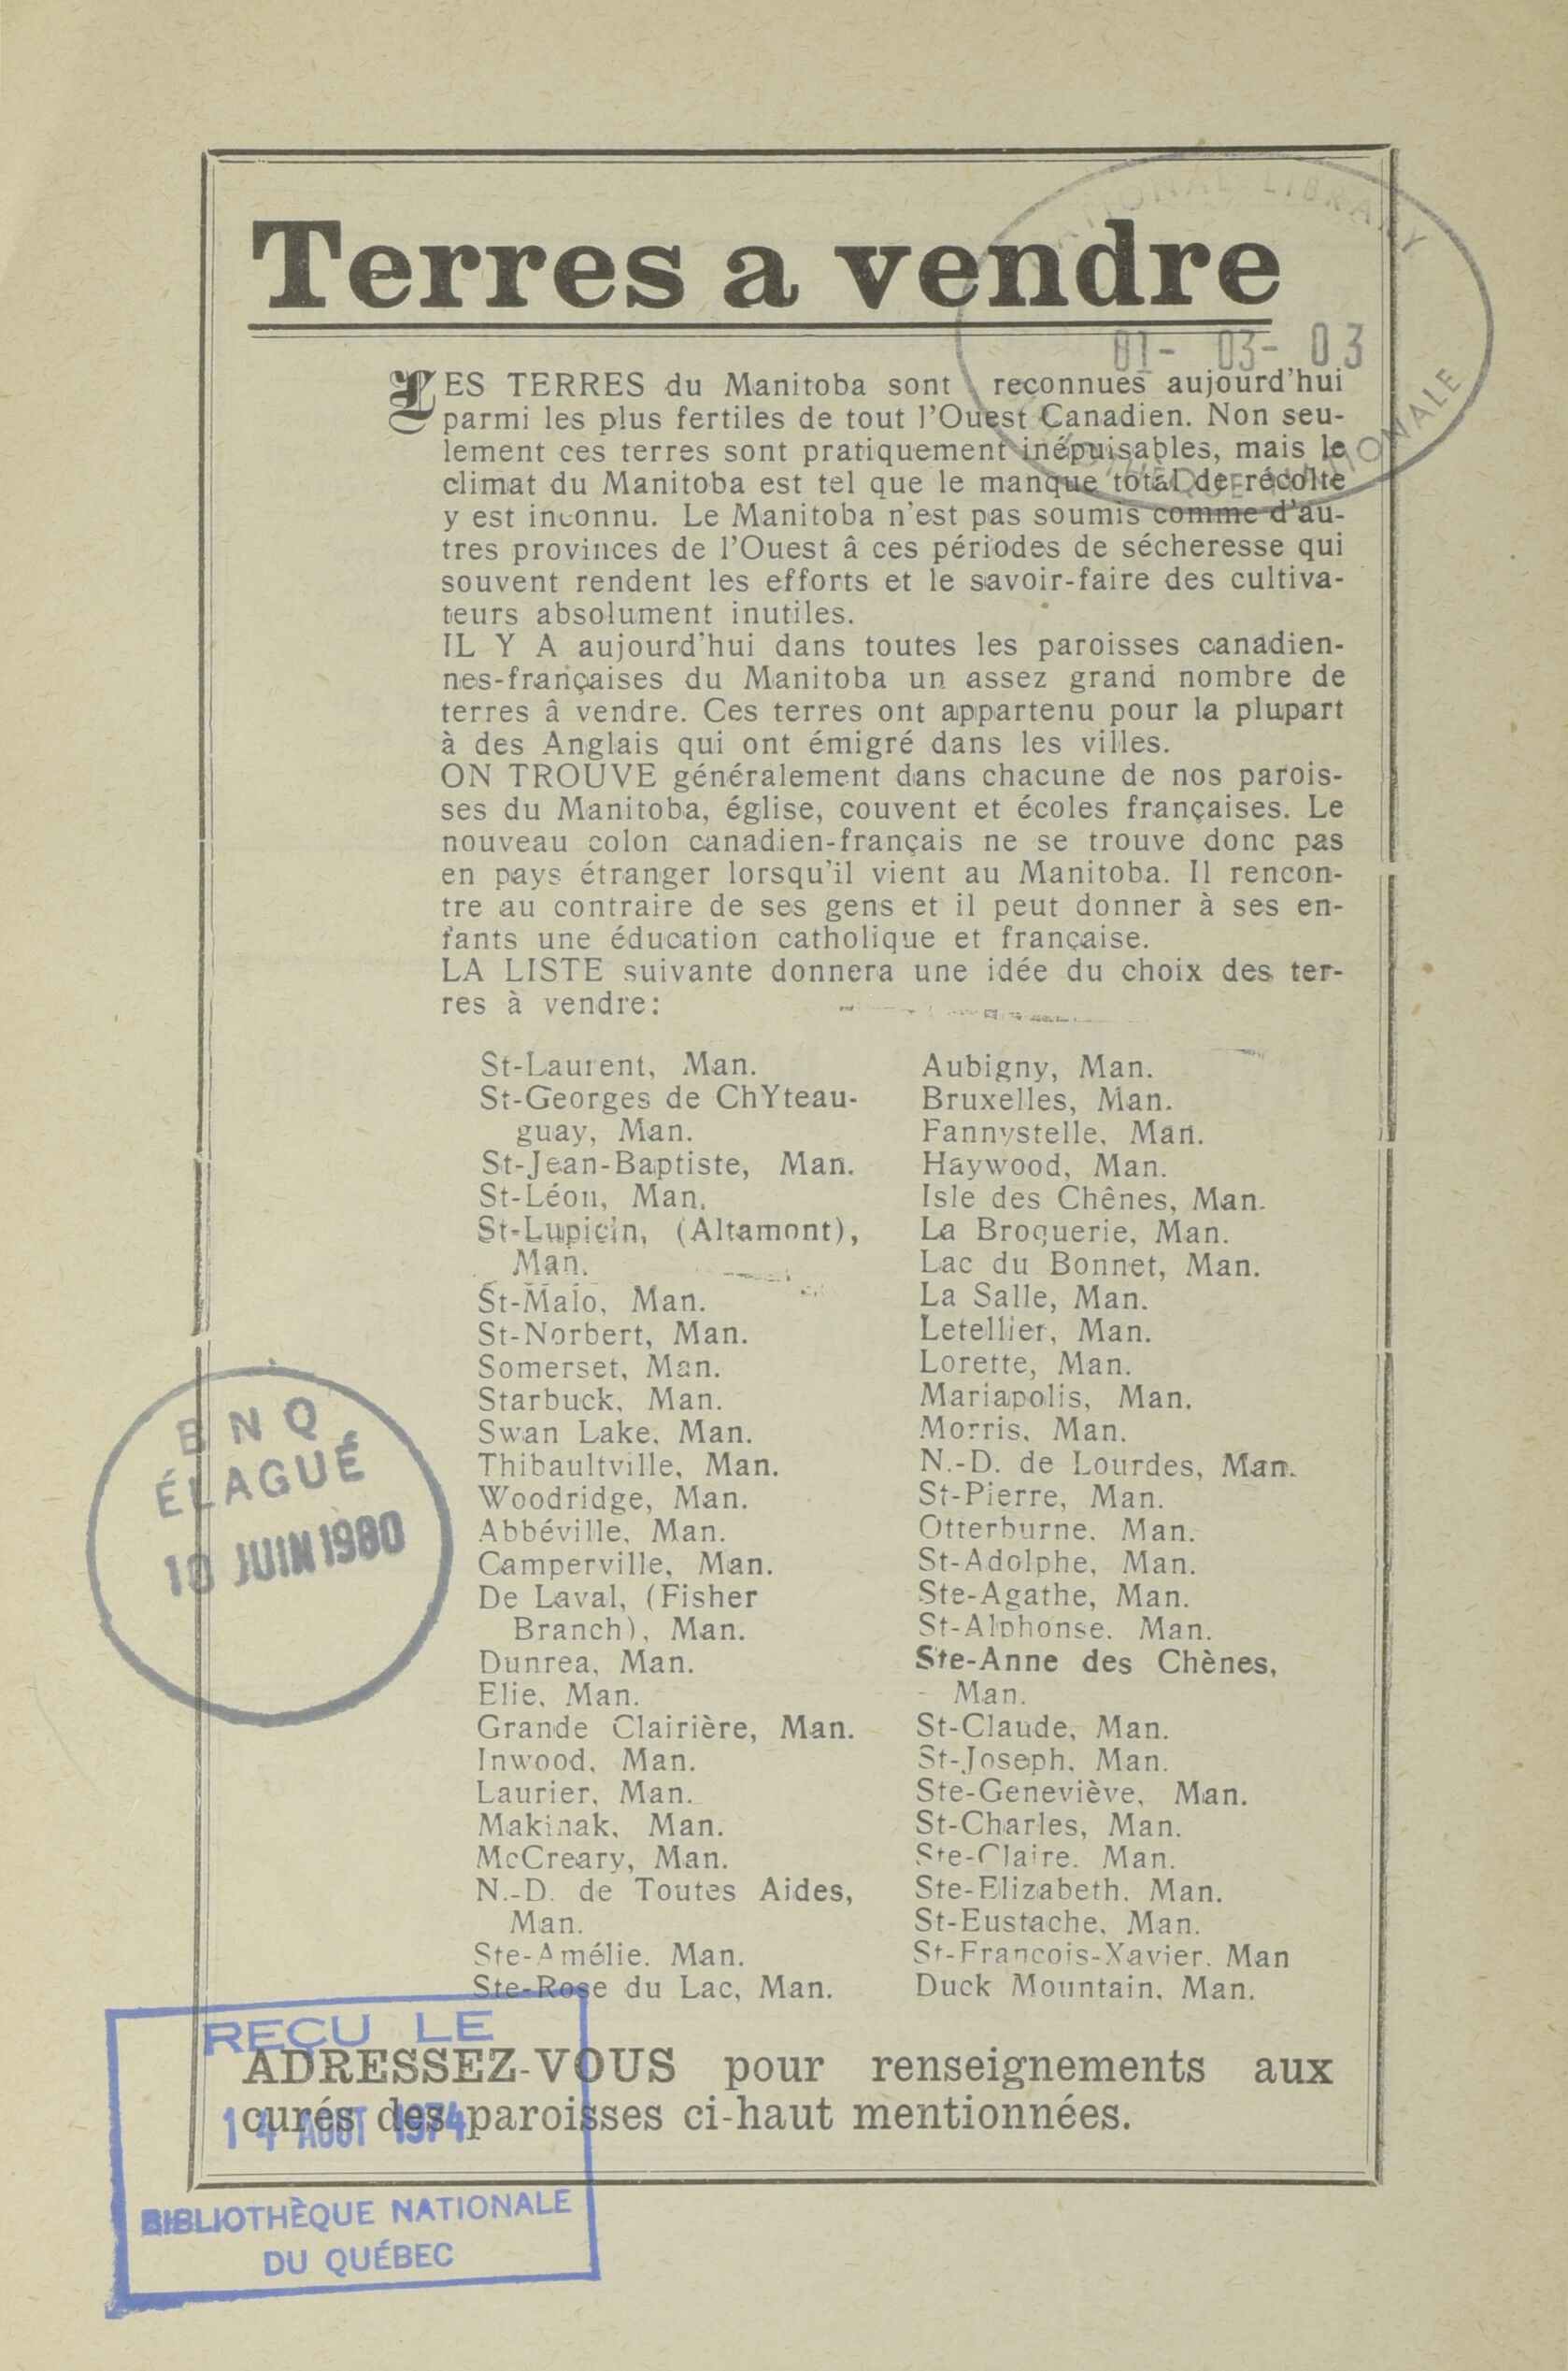 Terres a vendre
NATIONAL LIBRARY
01- 03- 03
LES TERRES du Manitoba sont reconnues aujourd'hui
parmi les plus fertiles de tout l'Ouest Canadien. Non seu-
lement ces terres sont pratiquement inépuisables, mais le
climat du Manitoba est tel que le manque total de récolte
y est inconnu. Le Manitoba n'est pas soumis comme d'au-
tres provinces de l'Ouest â ces périodes de sécheresse qui
souvent rendent les efforts et le savoir-faire des cultiva-
teurs absolument inutiles.
IL Y A aujourd'hui dans toutes les paroisses canadien-
nes-françaises du Manitoba un assez grand nombre de
terres â vendre. Ces terres ont appartenu pour la plupart
à des Anglais qui ont émigré dans les villes.
ON TROUVE généralement dans chacune de nos parois-
ses du Manitoba, église, couvent et écoles françaises. Le
nouveau colon canadien-français ne se trouve donc pas
en pays étranger lorsqu'il vient au Manitoba. Il rencon-
tre au contraire de ses gens et il peut donner à ses en-
fants une éducation catholique et française.
LA LISTE suivante donnera une idée du choix des ter-
res à vendre:
St-Laurent, Man.
St-Georges de ChYteau-
guay, Man.
St-Jean-Baptiste, Man.
St-Léon, Man.
St-Lupicin, (Altamont),
Man.
St-Malo, Man.
St-Norbert, Man.
Somerset, Man.
Starbuck, Man.
Swan Lake, Man.
Thibaultville, Man.
Woodridge, Man.
Abbéville, Man.
Camperville, Man.
De Laval, (Fisher
Branch), Man.
Dunrea, Man.
Elie, Man.
Grande Clairière, Man.
Inwood, Man.
Laurier, Man.
Makinak, Man.
McCreary, Man.
N.-D. de Toutes Aides,
Man.
Ste-Amélie. Man.
Ste-Rose du Lac, Man.
Aubigny, Man.
Bruxelles, Man.
Fannystelle, Man.
Haywood, Man.
Isle des Chênes, Man.
La Broquerie, Man.
Lac du Bonnet, Man.
La Salle, Man.
Letellier, Man.
Lorette, Man.
Mariapolis, Man.
Morris, Man.
N.-D. de Lourdes, Man.
St-Pierre, Man.
Otterburne. Man.
St-Adolphe, Man.
Ste-Agathe, Man.
St-Alphonse. Man.
Ste-Anne des Chènes,
Man.
St-Claude, Man.
St-Joseph, Man.
Ste-Geneviève, Man.
St-Charles, Man.
Ste-Claire. Man.
Ste-Elizabeth. Man.
St-Eustache, Man.
St-Francois-Xavier. Man
Duck Mountain, Man.
BNQ
ÉLAGUÉ
10 JUIN 1980
ADRESSEZ-VOUS pour renseignements aux
curés des paroisses ci-haut mentionnées.
REÇU LE
14 AOUT 1974
BIBLIOTHÈQUE NATIONALE
DU QUÉBEC